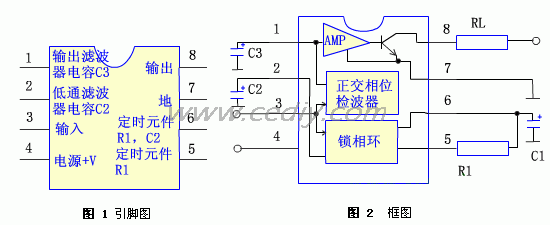 1
输出滤波
器电容C3
2
低通滤波
器电容C2
3
输入
4
电源+V
8
输出
7
地
6
定时元件
R1, C2
5
定时元件
R1
图 1 引脚图
1
C3
2
C2
3
4
AMP
正交相位
检波器
锁相环
8
RL
7
6
5
R1
C1
图 2 框图
www.ccdiy.com